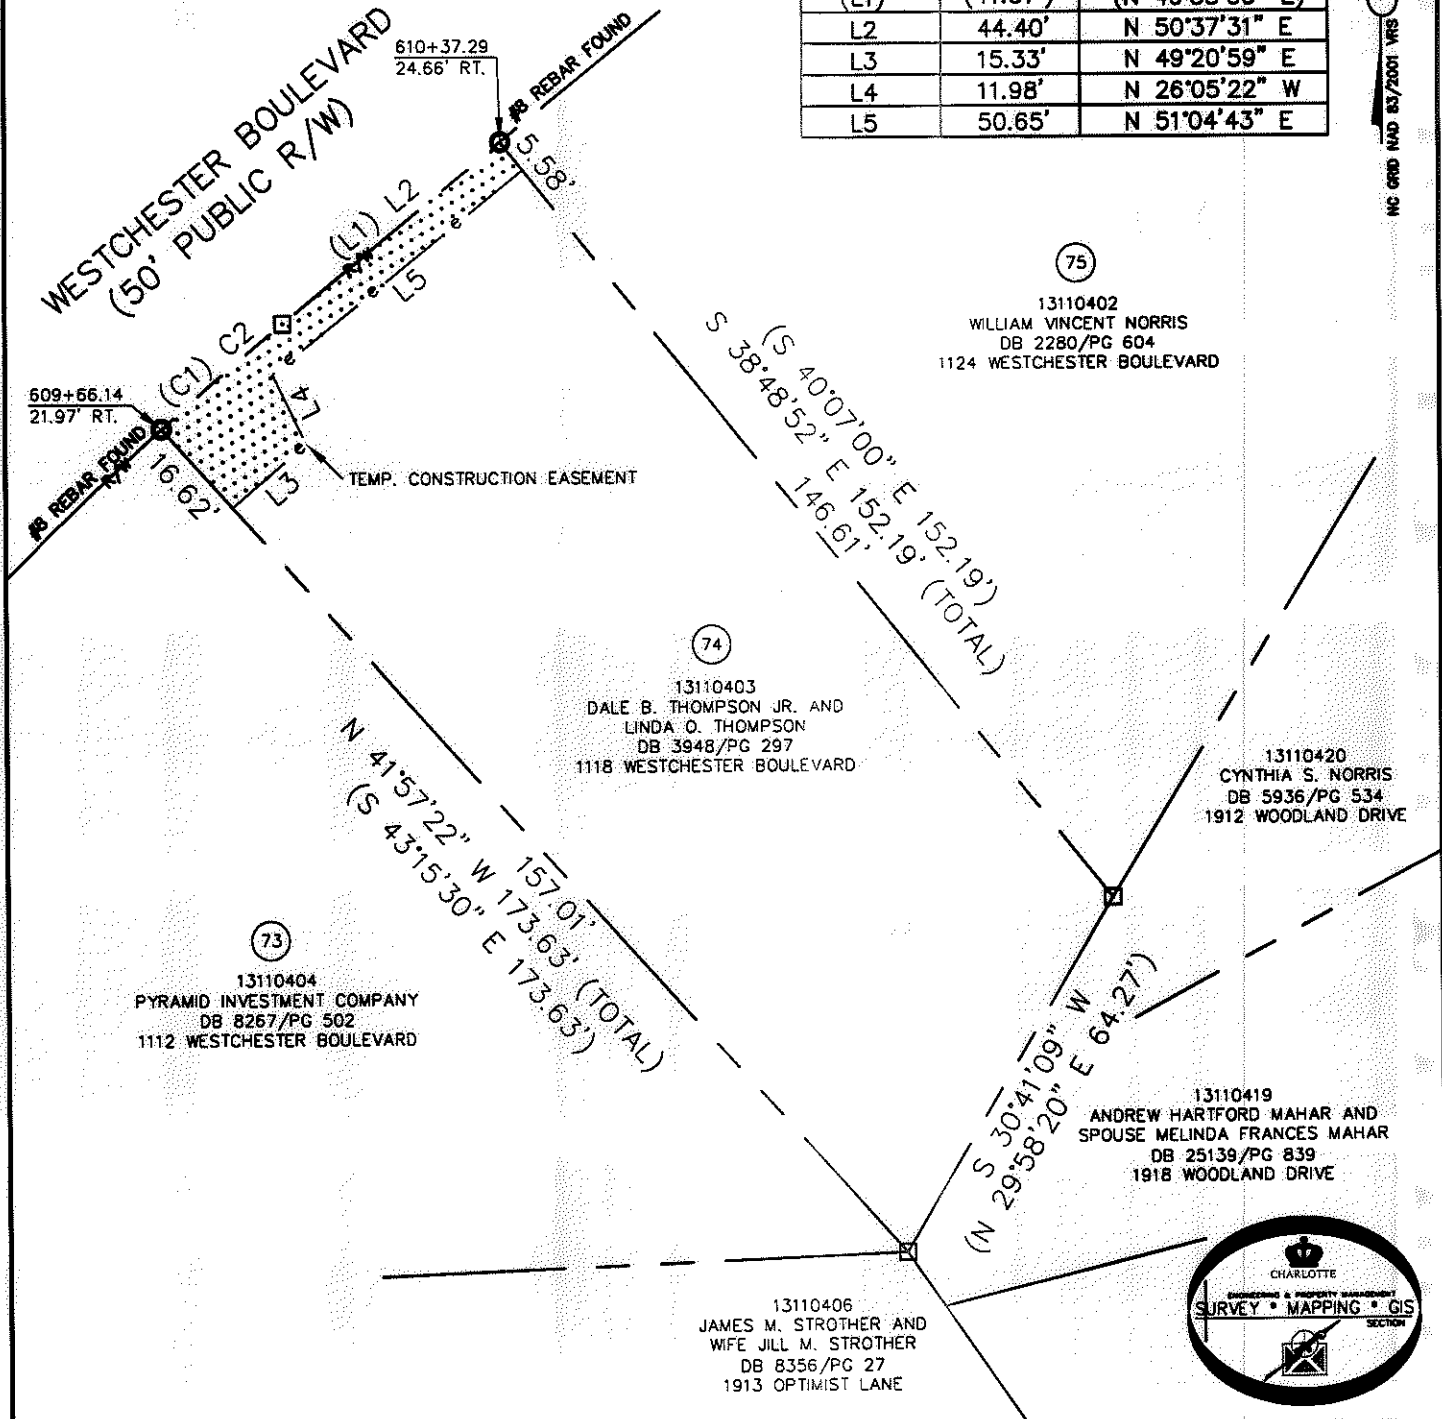 L2 44.40' N 50°37'31" E
L3 15.33' N 49°20'59" E
L4 11.98' N 26°05'22" W
L5 50.65' N 51°04'43" E
NC GRID NAD 83/2001 VRS
WESTCHESTER BOULEVARD
(50' PUBLIC R/W)
610+37.29
24.66' RT.
#8 REBAR FOUND
5.58'
(L1) L2
R/W
e
L5
e
(C1) C2
e
L4
e
L3
609+66.14
21.97' RT.
#8 REBAR FOUND
R/W
16.62'
TEMP. CONSTRUCTION EASEMENT
75
13110402
WILLIAM VINCENT NORRIS
DB 2280/PG 604
1124 WESTCHESTER BOULEVARD
(S 40°07'00" E 152.19')
S 38°48'52" E 152.19' (TOTAL)
146.61'
74
13110403
DALE B. THOMPSON JR. AND
LINDA O. THOMPSON
DB 3948/PG 297
1118 WESTCHESTER BOULEVARD
157.01'
N 41°57'22" W 173.63' (TOTAL)
(S 43°15'30" E 173.63')
13110420
CYNTHIA S. NORRIS
DB 5936/PG 534
1912 WOODLAND DRIVE
73
13110404
PYRAMID INVESTMENT COMPANY
DB 8267/PG 502
1112 WESTCHESTER BOULEVARD
S 30°41'09" W
(N 29°58'20" E 64.27')
13110419
ANDREW HARTFORD MAHAR AND
SPOUSE MELINDA FRANCES MAHAR
DB 25139/PG 839
1918 WOODLAND DRIVE
13110406
JAMES M. STROTHER AND
WIFE JILL M. STROTHER
DB 8356/PG 27
1913 OPTIMIST LANE
CHARLOTTE
ENGINEERING & PROPERTY MANAGEMENT
SURVEY * MAPPING * GIS
SECTION